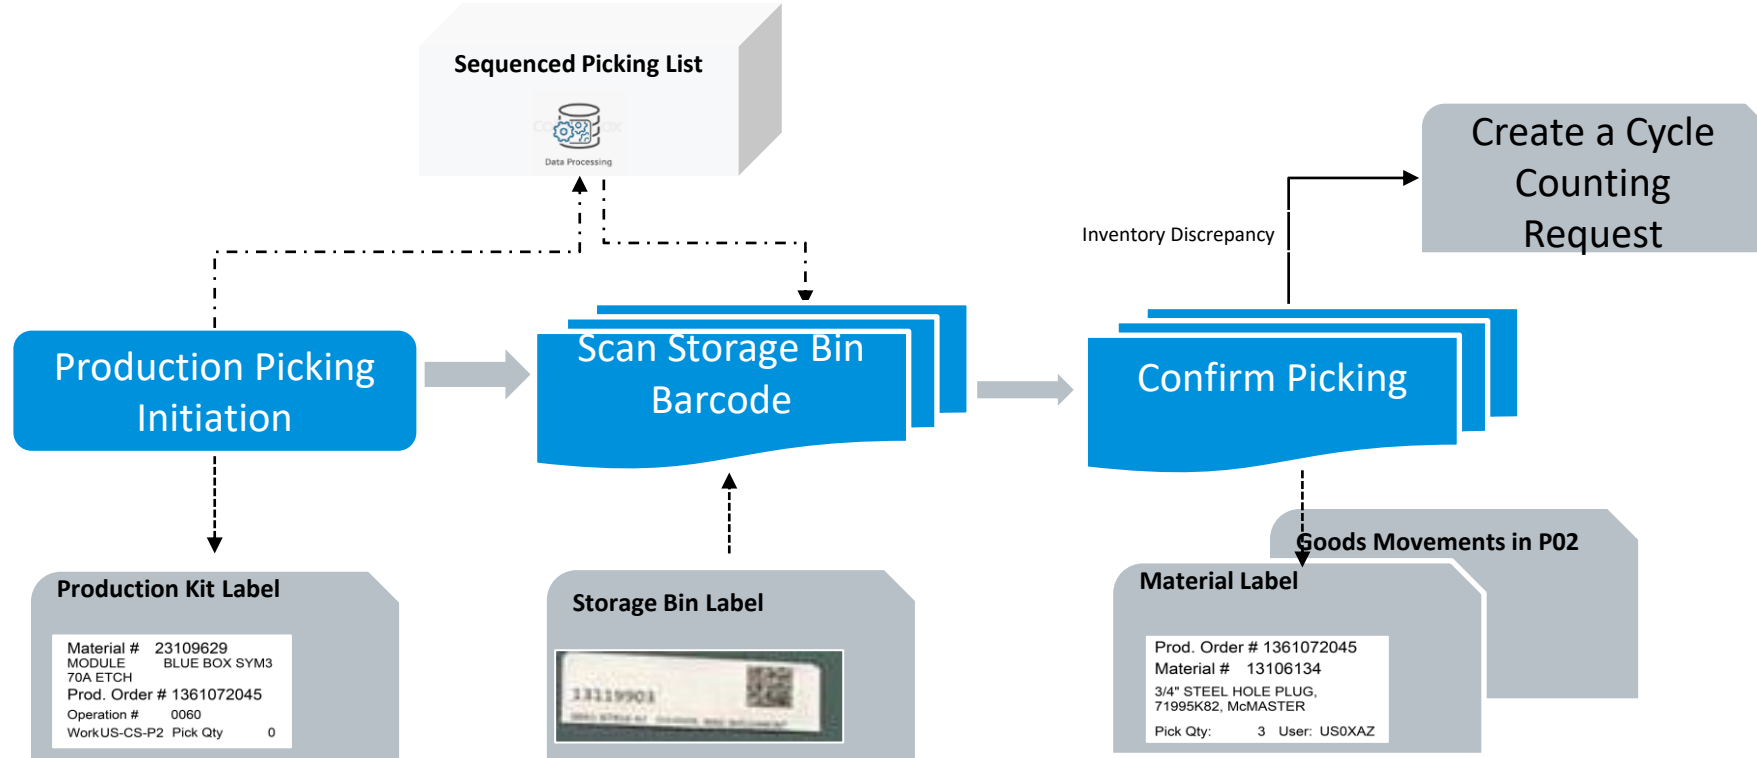 Sequenced Picking List
Data Processing
Create a Cycle
Counting
Request
Inventory Discrepancy
Production Picking
Initiation
Scan Storage Bin
Barcode
Confirm Picking
Goods Movements in P02
Production Kit Label
Material # 23109629
MODULE BLUE BOX SYM3
70A ETCH
Prod. Order # 1361072045
Operation # 0060
Work US-CS-P2 Pick Qty 0
Storage Bin Label
13119903
Material Label
Prod. Order # 1361072045
Material # 13106134
3/4" STEEL HOLE PLUG,
71995K82, McMASTER
Pick Qty: 3 User: US0XAZ